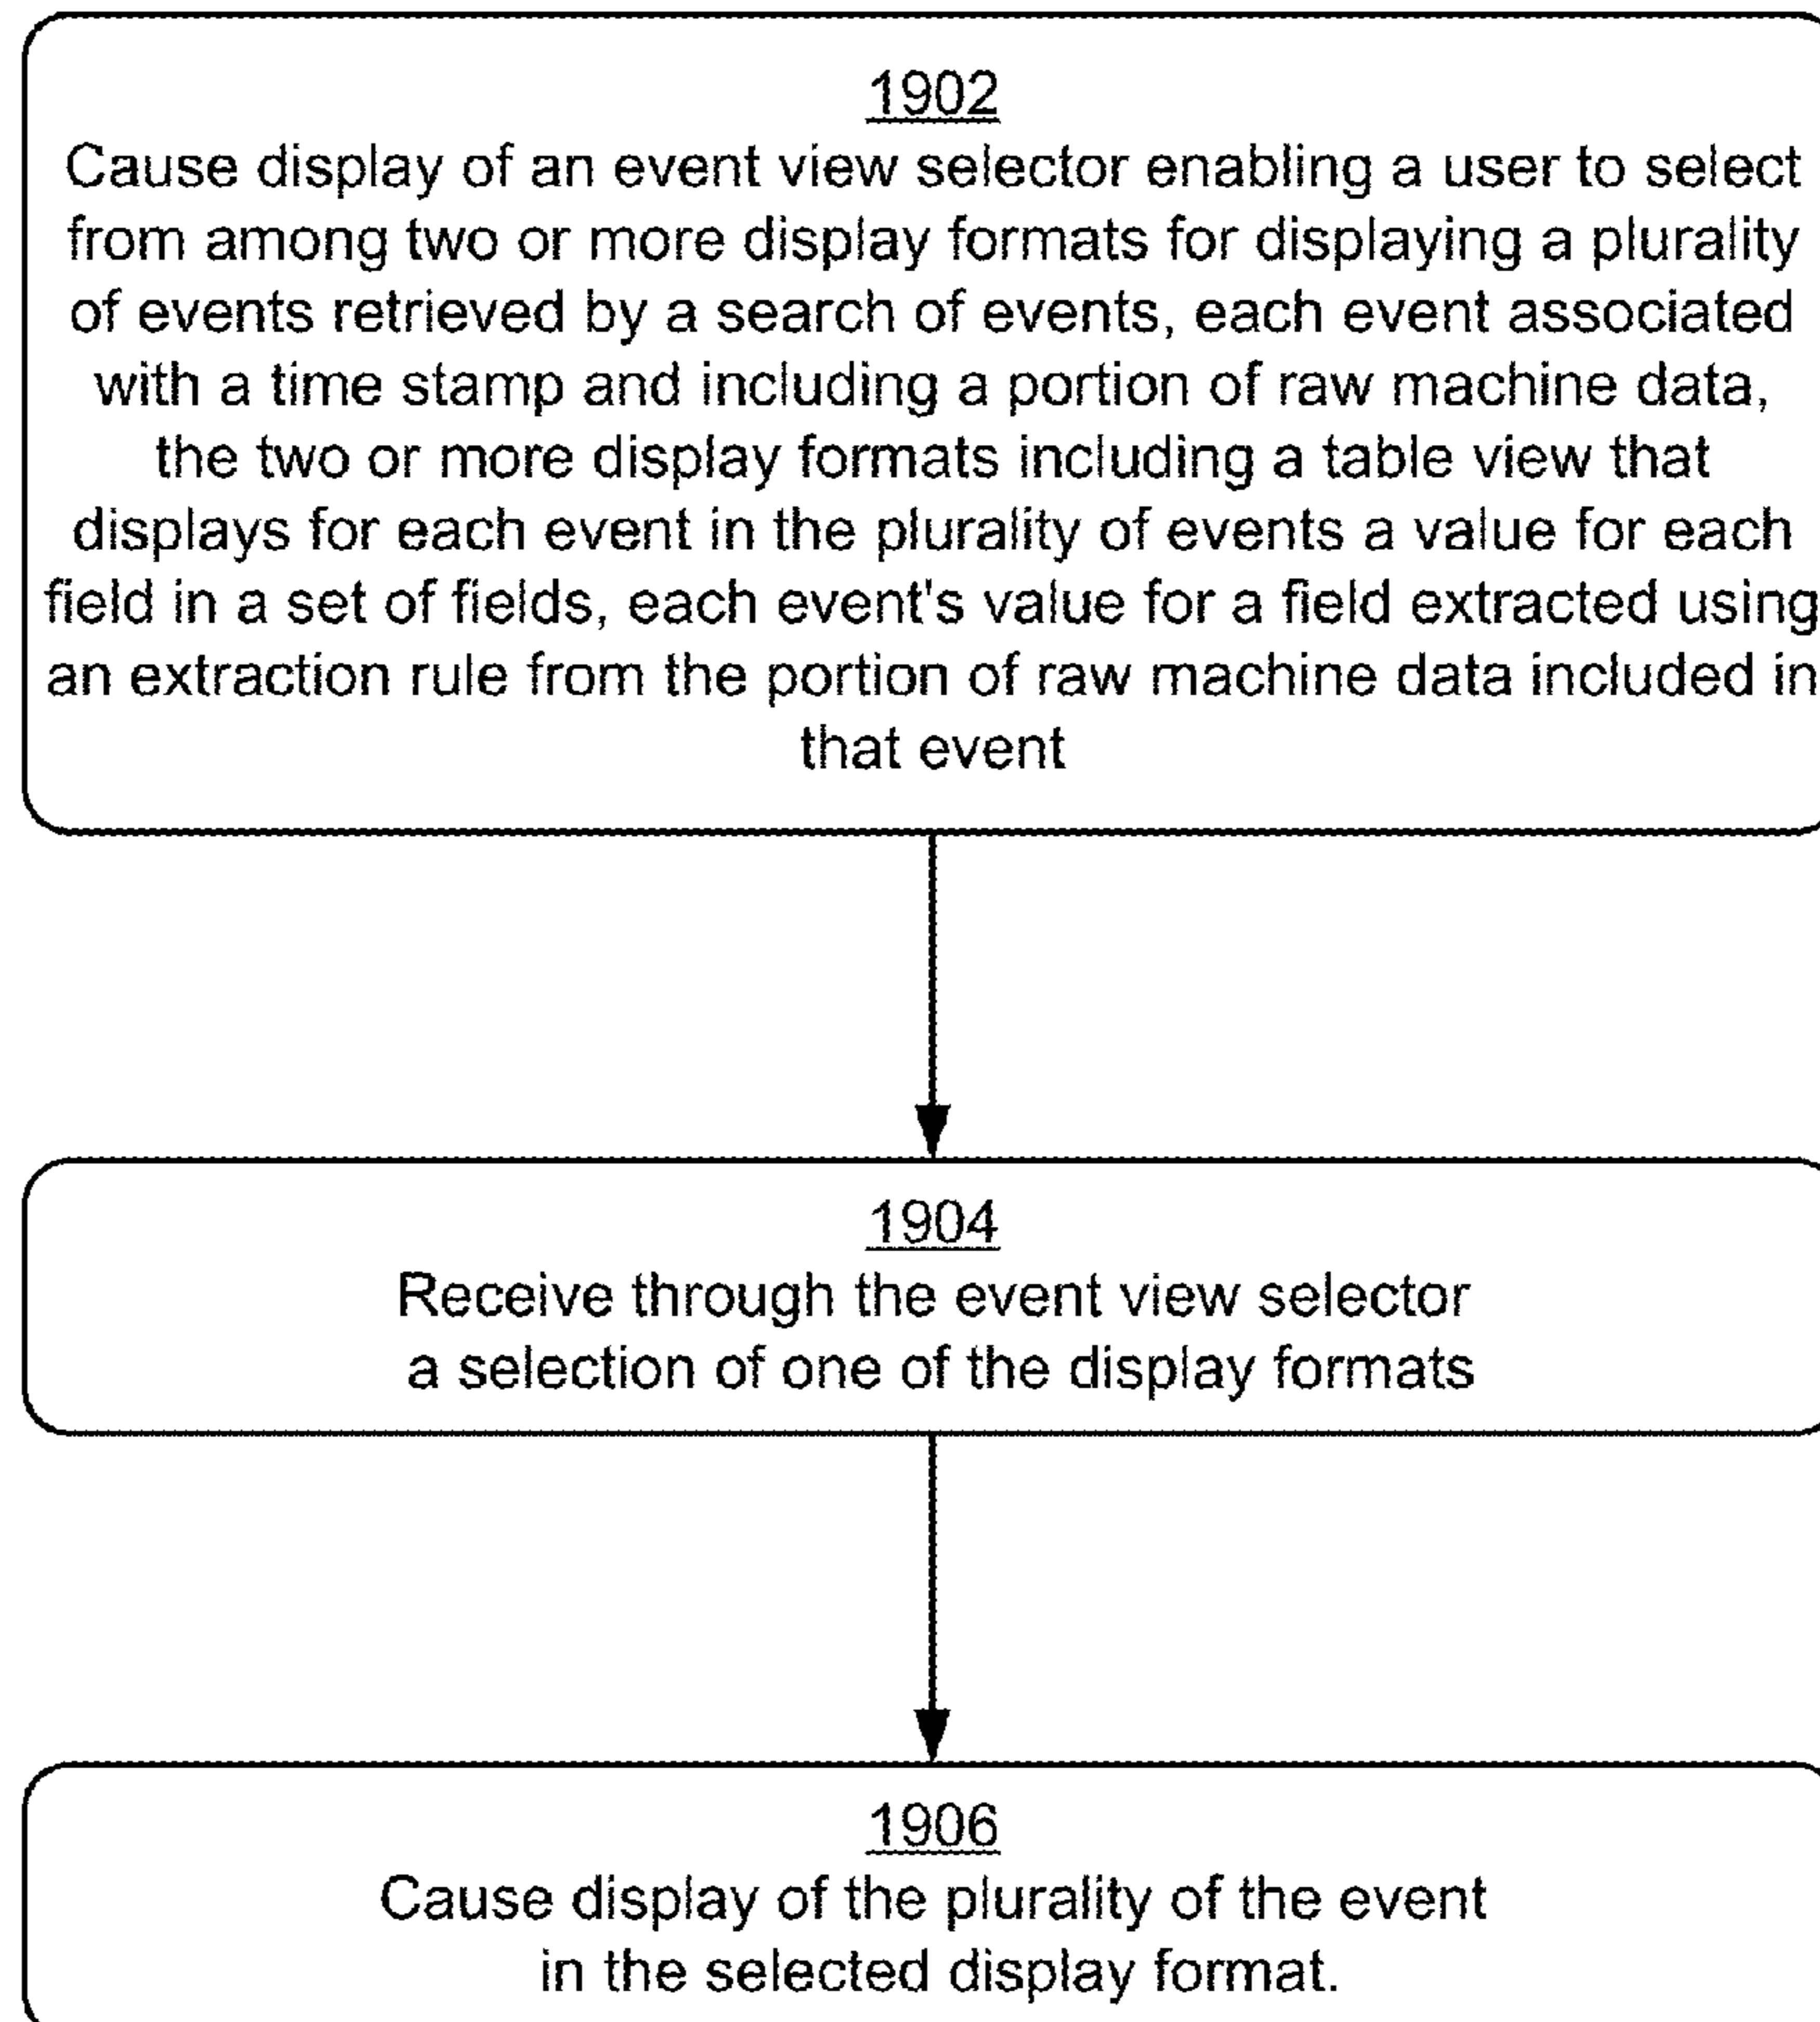 1902
Cause display of an event view selector enabling a user to select
from among two or more display formats for displaying a plurality
of events retrieved by a search of events, each event associated
with a time stamp and including a portion of raw machine data,
the two or more display formats including a table view that
displays for each event in the plurality of events a value for each
field in a set of fields, each event's value for a field extracted using
an extraction rule from the portion of raw machine data included in
that event
1904
Receive through the event view selector
a selection of one of the display formats
1906
Cause display of the plurality of the event
in the selected display format.